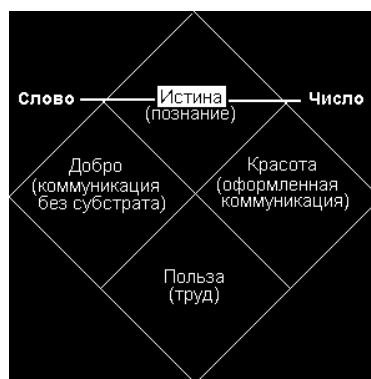 Слово Истина Число
(познание)
Добро
(коммуникация
без субстрата)
Красота
(оформленная
коммуникация)
Польза
(труд)